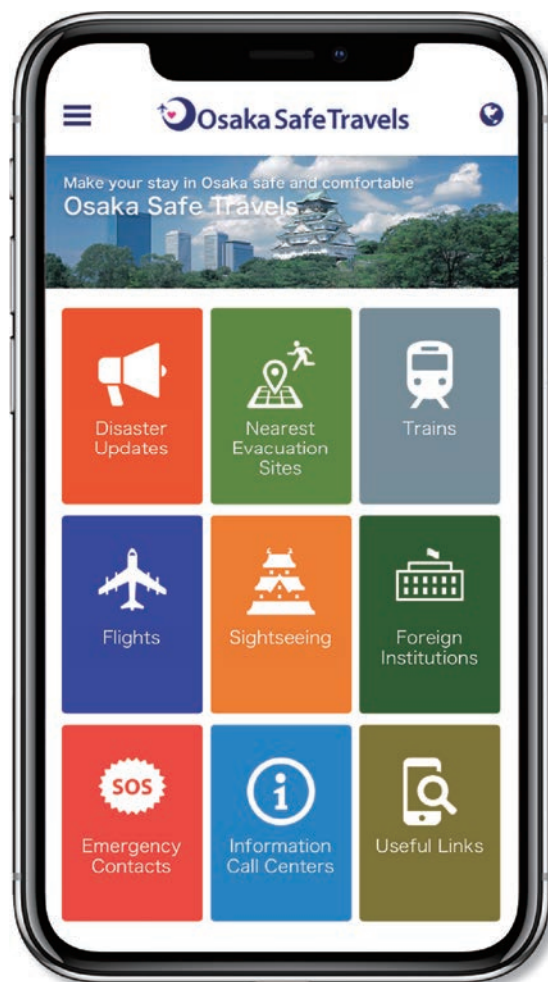 Osaka Safe Travels
Make your stay in Osaka safe and comfortable
Osaka Safe Travels
Disaster
Updates
Nearest
Evacuation
Sites
Trains
Flights
Sightseeing
Foreign
Institutions
SOS
Emergency
Contacts
i
Information
Call Centers
Useful Links